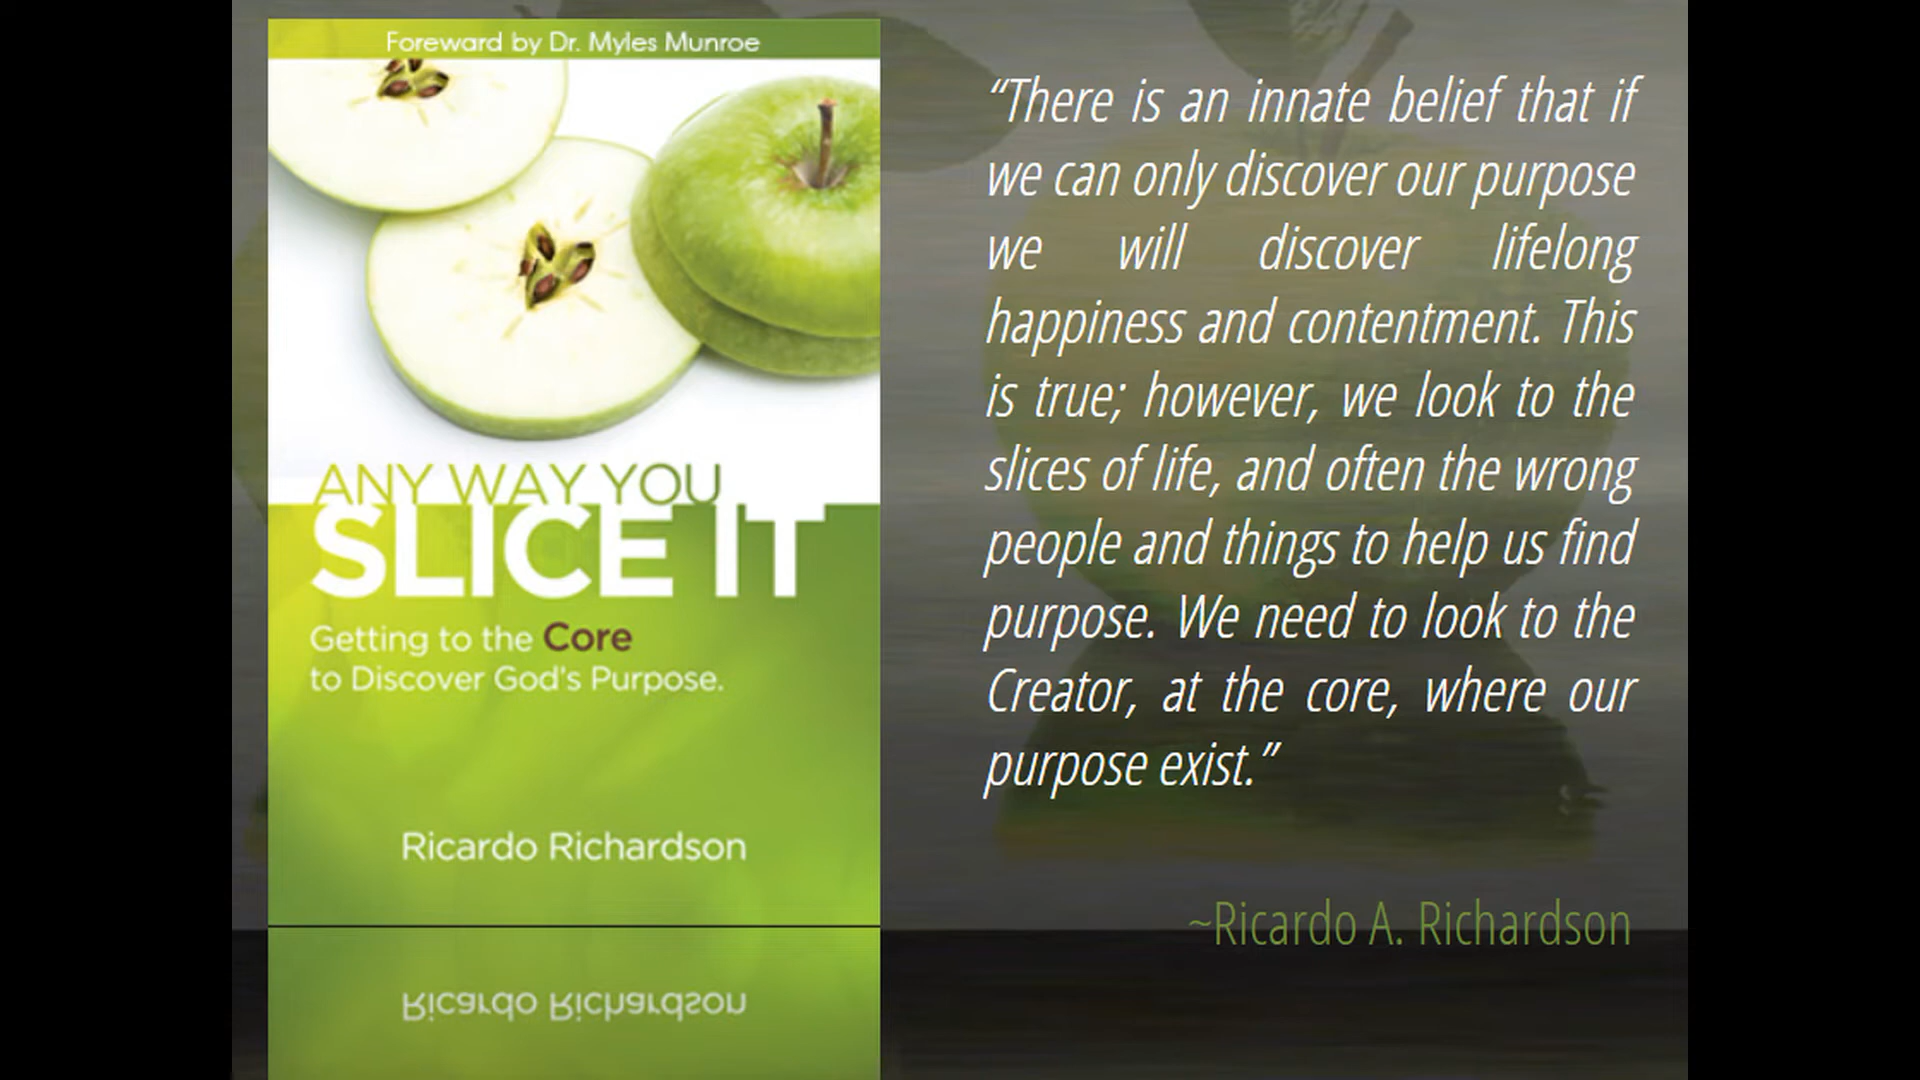 Foreward by Dr. Myles Munroe
ANY WAY YOU
SLICE IT
Getting to the Core
to Discover God's Purpose.
Ricardo Richardson
Ricardo Richardson
“There is an innate belief that if
we can only discover our purpose
we will discover lifelong
happiness and contentment. This
is true; however, we look to the
slices of life, and often the wrong
people and things to help us find
purpose. We need to look to the
Creator, at the core, where our
purpose exist.”
~Ricardo A. Richardson